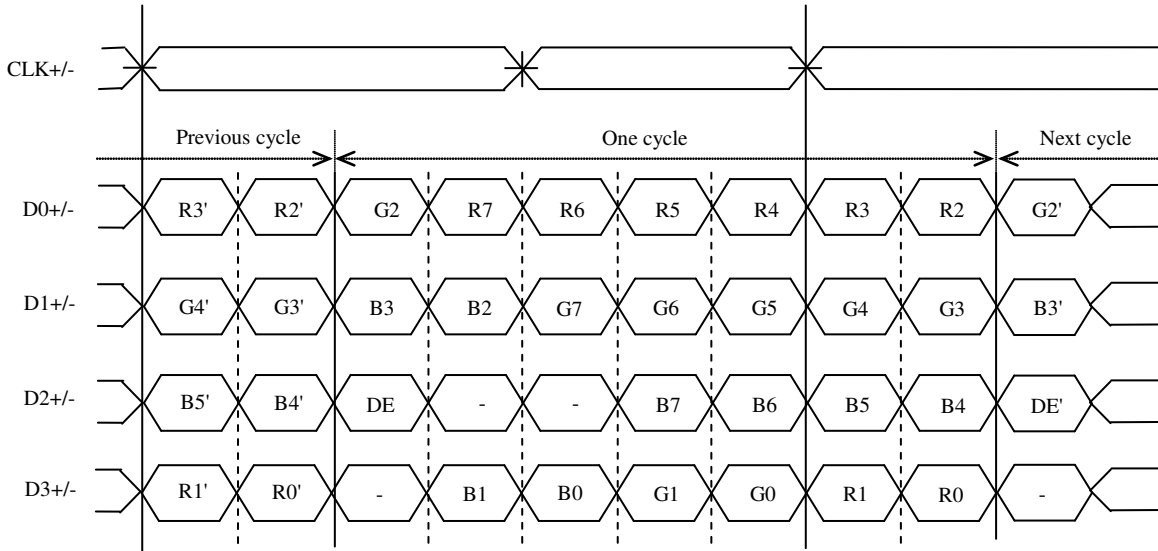 CLK+/-
Previous cycle One cycle Next cycle
D0+/- R3' R2' G2 R7 R6 R5 R4 R3 R2 G2'
D1+/- G4' G3' B3 B2 G7 G6 G5 G4 G3 B3'
D2+/- B5' B4' DE - - B7 B6 B5 B4 DE'
D3+/- R1' R0' - B1 B0 G1 G0 R1 R0 -